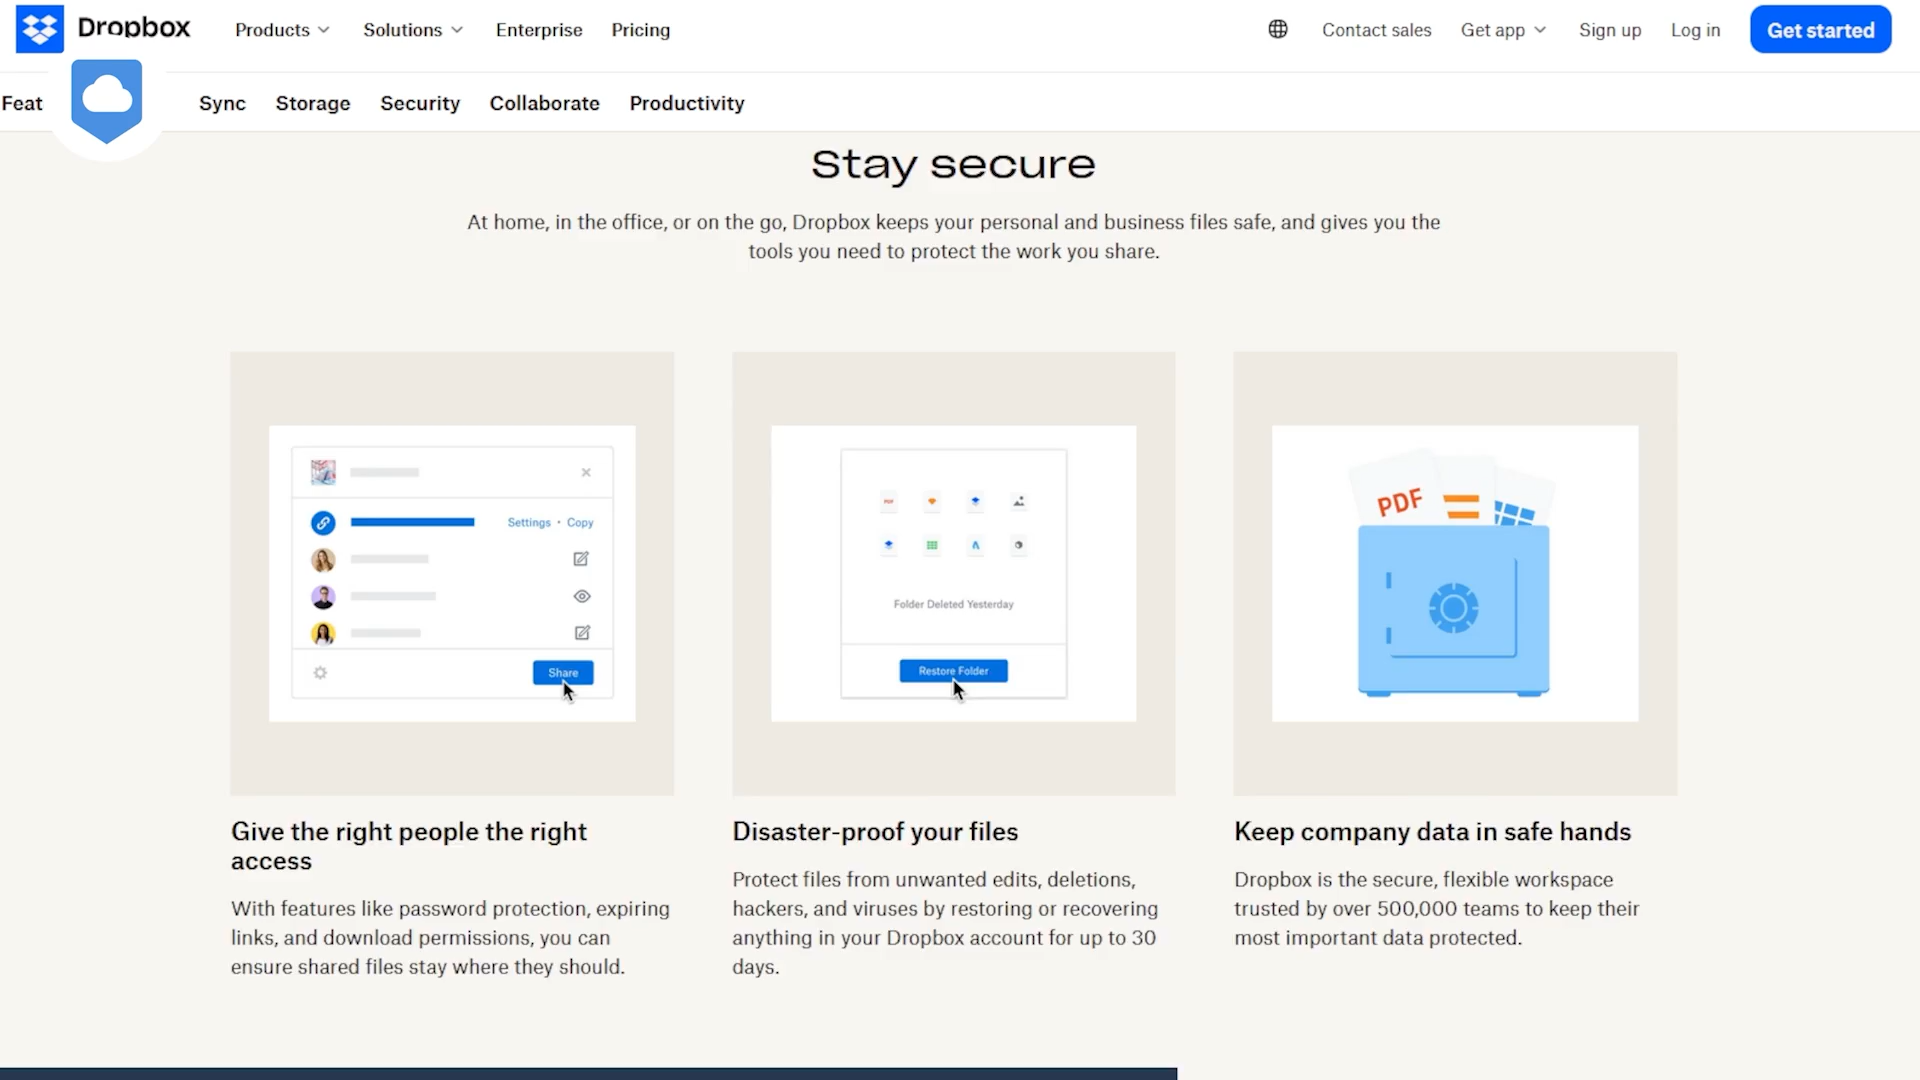 Dropbox
Products
Solutions
Enterprise
Pricing
Contact sales
Get app
Sign up
Log in
Get started
Feat
Sync
Storage
Security
Collaborate
Productivity
Stay secure
At home, in the office, or on the go, Dropbox keeps your personal and business files safe, and gives you the
tools you need to protect the work you share.
Settings · Copy
Share
PDF
Folder Deleted Yesterday
Restore Folder
PDF
Give the right people the right
access
With features like password protection, expiring
links, and download permissions, you can
ensure shared files stay where they should.
Disaster-proof your files
Protect files from unwanted edits, deletions,
hackers, and viruses by restoring or recovering
anything in your Dropbox account for up to 30
days.
Keep company data in safe hands
Dropbox is the secure, flexible workspace
trusted by over 500,000 teams to keep their
most important data protected.